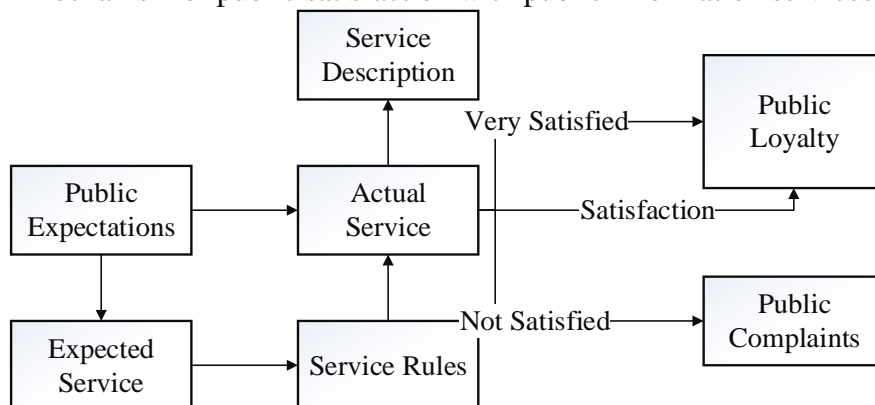 Service
Description
Very Satisfied
Public
Loyalty
Public
Expectations
Actual
Service
Satisfaction
Not Satisfied
Public
Complaints
Expected
Service
Service Rules